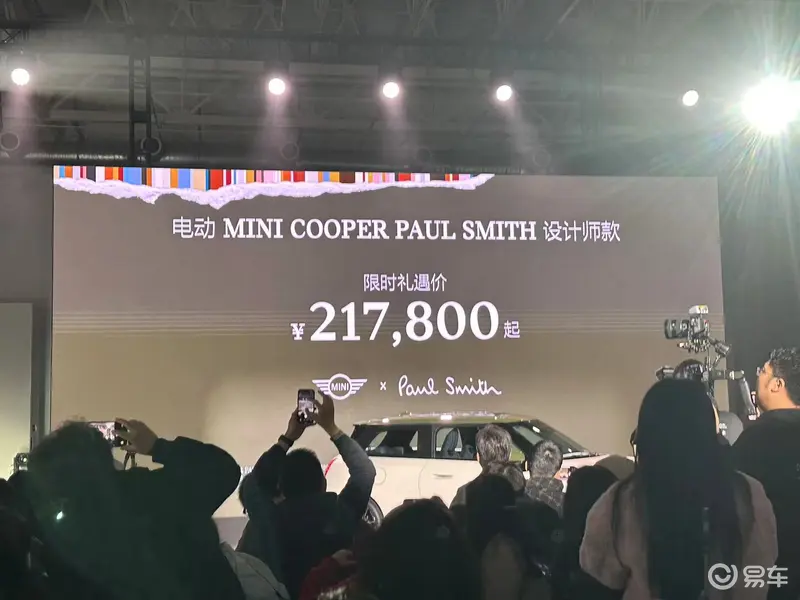 电动 MINI COOPER PAUL SMITH 设计师款
限时礼遇价
¥217,800起
MINI × Paul Smith
易车